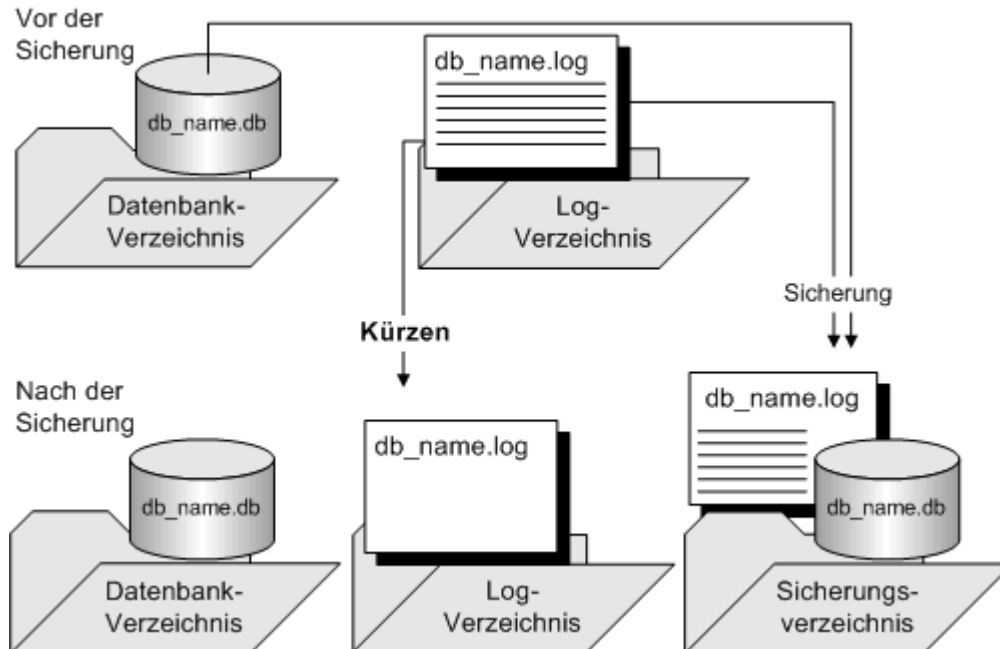 Vor der
Sicherung
db_name.db
Datenbank-
Verzeichnis
db_name.log
Log-
Verzeichnis
Sicherung
Kürzen
Nach der
Sicherung
db_name.db
Datenbank-
Verzeichnis
db_name.log
Log-
Verzeichnis
db_name.log
db_name.db
Sicherungs-
verzeichnis